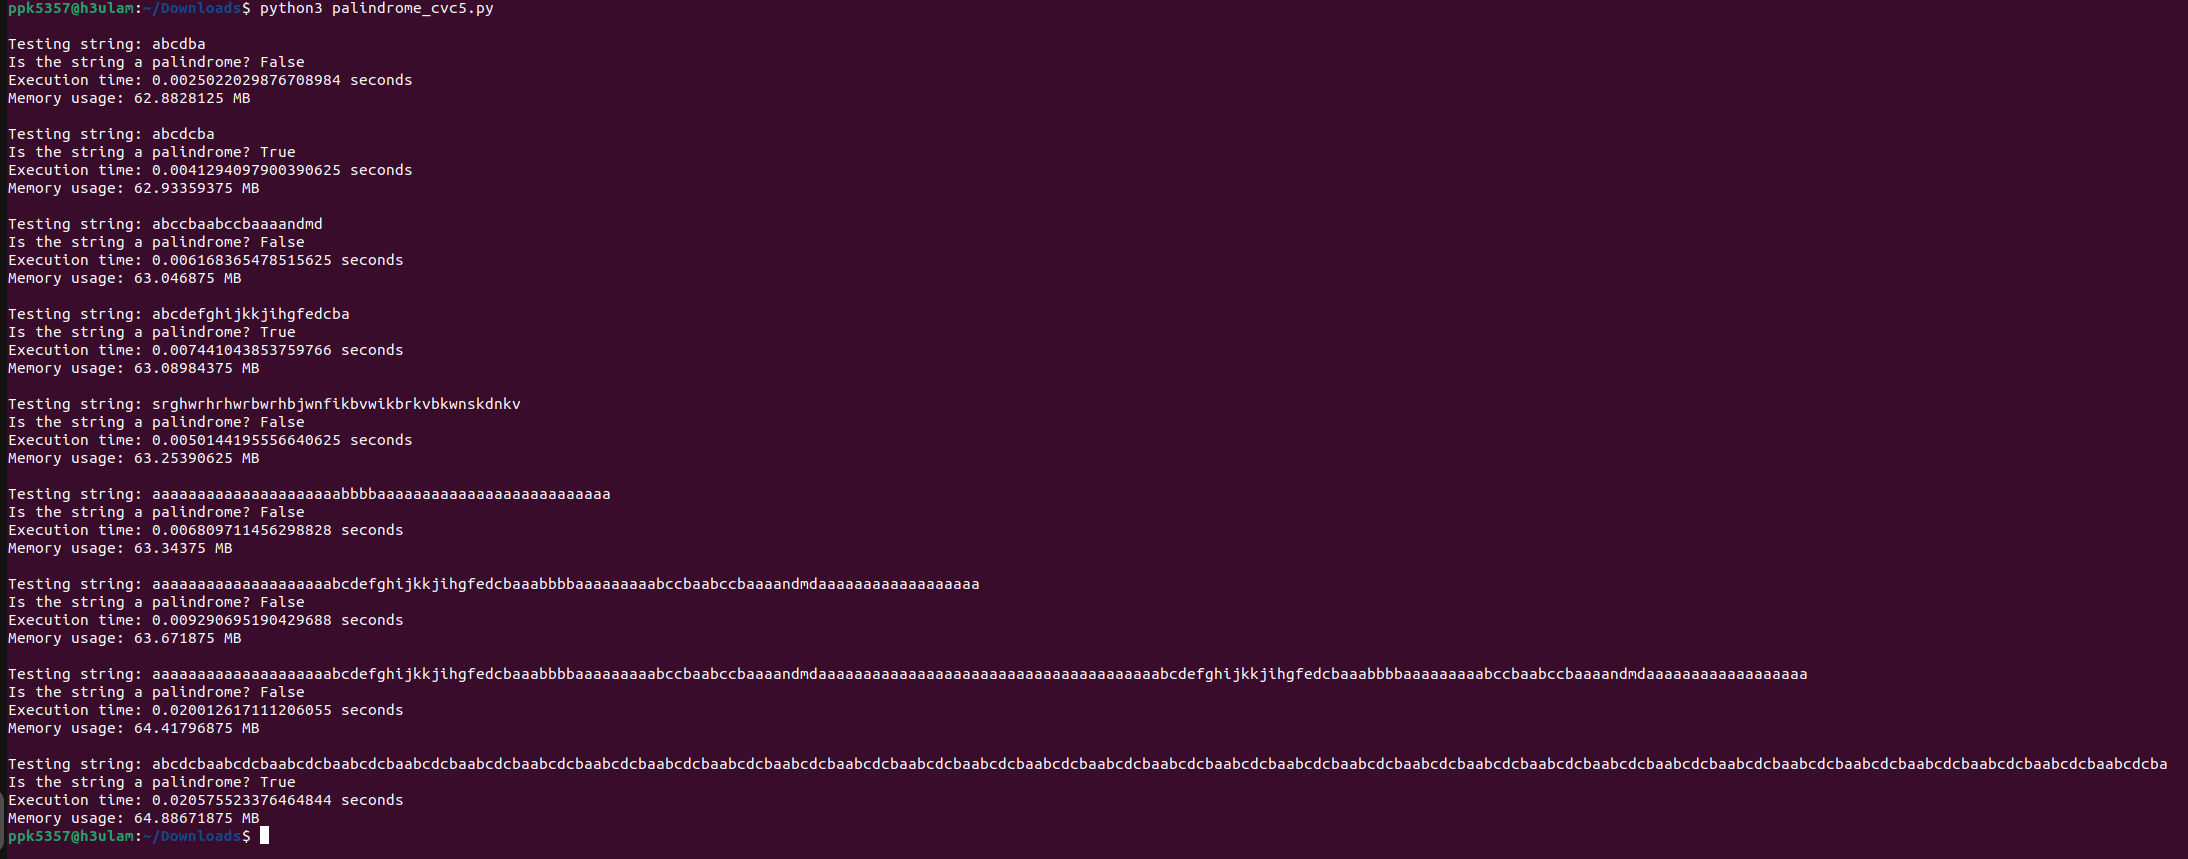 ppk5357@h3ulam:~/Downloads$ python3 palindrome_cvc5.py
Testing string: abcdba
Is the string a palindrome? False
Execution time: 0.0025022029876708984 seconds
Memory usage: 62.8828125 MB
Testing string: abcdcba
Is the string a palindrome? True
Execution time: 0.0041294097900390625 seconds
Memory usage: 62.93359375 MB
Testing string: abccbaabccbaaaandmd
Is the string a palindrome? False
Execution time: 0.006168365478515625 seconds
Memory usage: 63.046875 MB
Testing string: abcdefghijkkjihgfedcba
Is the string a palindrome? True
Execution time: 0.007441043853759766 seconds
Memory usage: 63.08984375 MB
Testing string: srghwrhrhwrbwrhbjwnfikbvwikbrkvbkwnskdnkv
Is the string a palindrome? False
Execution time: 0.0050144195556640625 seconds
Memory usage: 63.25390625 MB
Testing string: aaaaaaaaaaaaaaaaaaaaabbbbaaaaaaaaaaaaaaaaaaaaaaaaaa
Is the string a palindrome? False
Execution time: 0.006809711456298828 seconds
Memory usage: 63.34375 MB
Testing string: aaaaaaaaaaaaaaaaaaaabcdefghijkkjihgfedcbaaabbbbaaaaaaaaabccbaabccbaaaandmdaaaaaaaaaaaaaaaaaa
Is the string a palindrome? False
Execution time: 0.009290695190429688 seconds
Memory usage: 63.671875 MB
Testing string: aaaaaaaaaaaaaaaaaaaabcdefghijkkjihgfedcbaaabbbbaaaaaaaaabccbaabccbaaaandmdaaaaaaaaaaaaaaaaaaaaaaaaaaaaaaaaaaaaaabcdefghijkkjihgfedcbaaabbbbaaaaaaaaabccbaabccbaaaandmdaaaaaaaaaaaaaaaaaa
Is the string a palindrome? False
Execution time: 0.020012617111206055 seconds
Memory usage: 64.41796875 MB
Testing string: abcdcbaabcdcbaabcdcbaabcdcbaabcdcbaabcdcbaabcdcbaabcdcbaabcdcbaabcdcbaabcdcbaabcdcbaabcdcbaabcdcbaabcdcbaabcdcbaabcdcbaabcdcbaabcdcbaabcdcbaabcdcbaabcdcbaabcdcbaabcdcbaabcdcbaabcdcbaabcdcbaabcdcbaabcdcbaabcdcbaabcdcbaabcdcba
Is the string a palindrome? True
Execution time: 0.020575523376464844 seconds
Memory usage: 64.88671875 MB
ppk5357@h3ulam:~/Downloads$